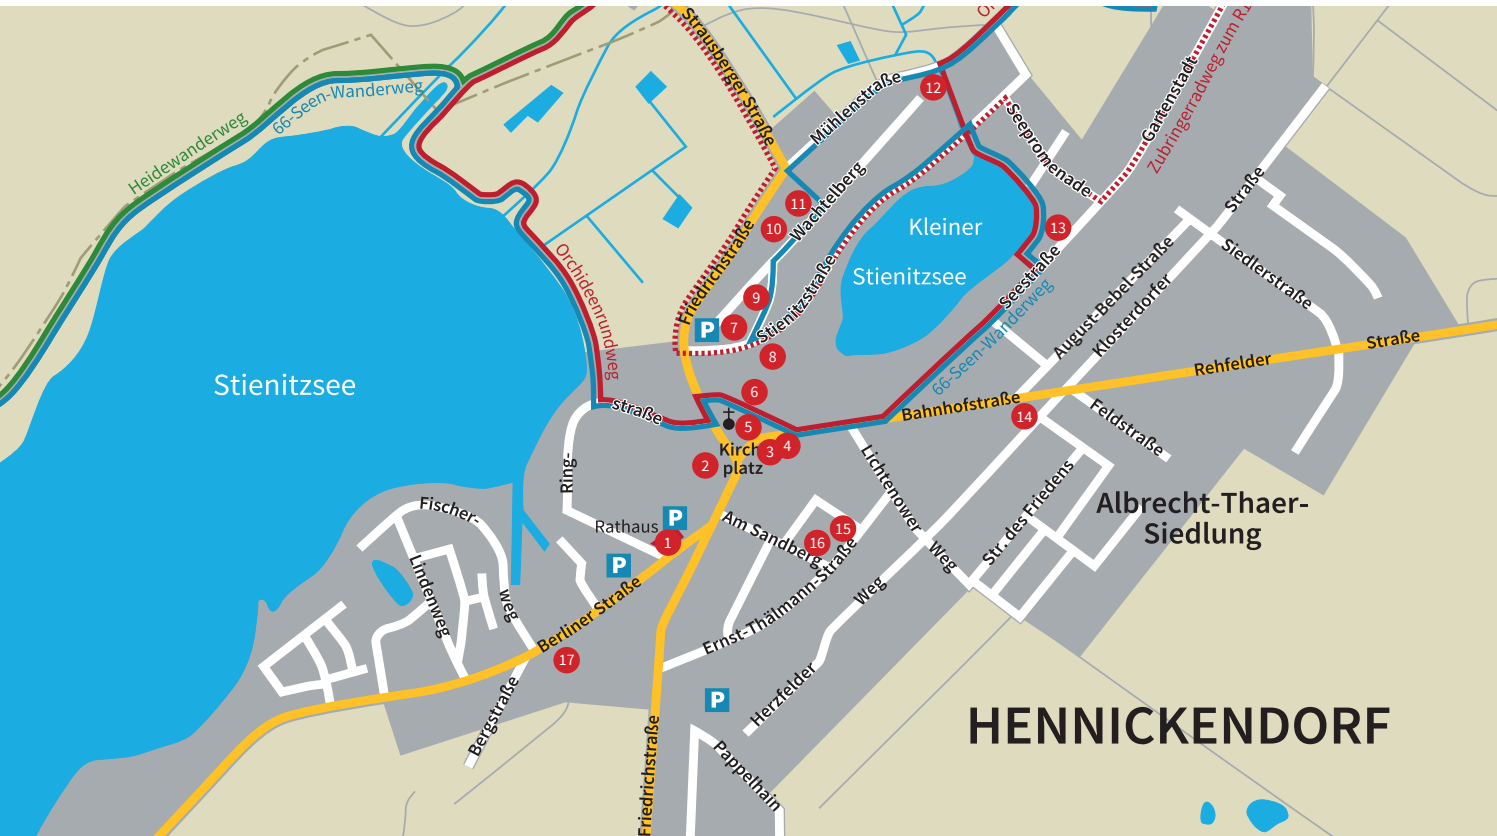 Strausberger Straße
Or
Heidewanderweg
66-Seen-Wanderweg
Mühlenstraße
12
Seepromenade
Gartenstadt
Zubringerradweg zum R1
Wachtelberg
11
10
Friedrichstraße
Kleiner
Stienitzsee
13
Straße
August-Bebel-Straße
Siedlerstraße
Klosterdorfer
Seestraße
66-Seen-Wanderweg
Orchideenrundweg
9
P
7
Stienitzstraße
8
Stienitzsee
6
Rehfelder
Straße
Bahnhofstraße
14
Feldstraße
straße
5
Kirch-
platz
3
4
2
Ring-
Lichtenower
Weg
Str. des Friedens
Albrecht-Thaer-
Siedlung
Fischer-
weg
Lindenweg
Rathaus
P
1
P
Am Sandberg
15
16
Ernst-Thälmann-Straße
Weg
Herzfelder
Berliner Straße
17
Bergstraße
P
Friedrichstraße
Pappelhain
HENNICKENDORF